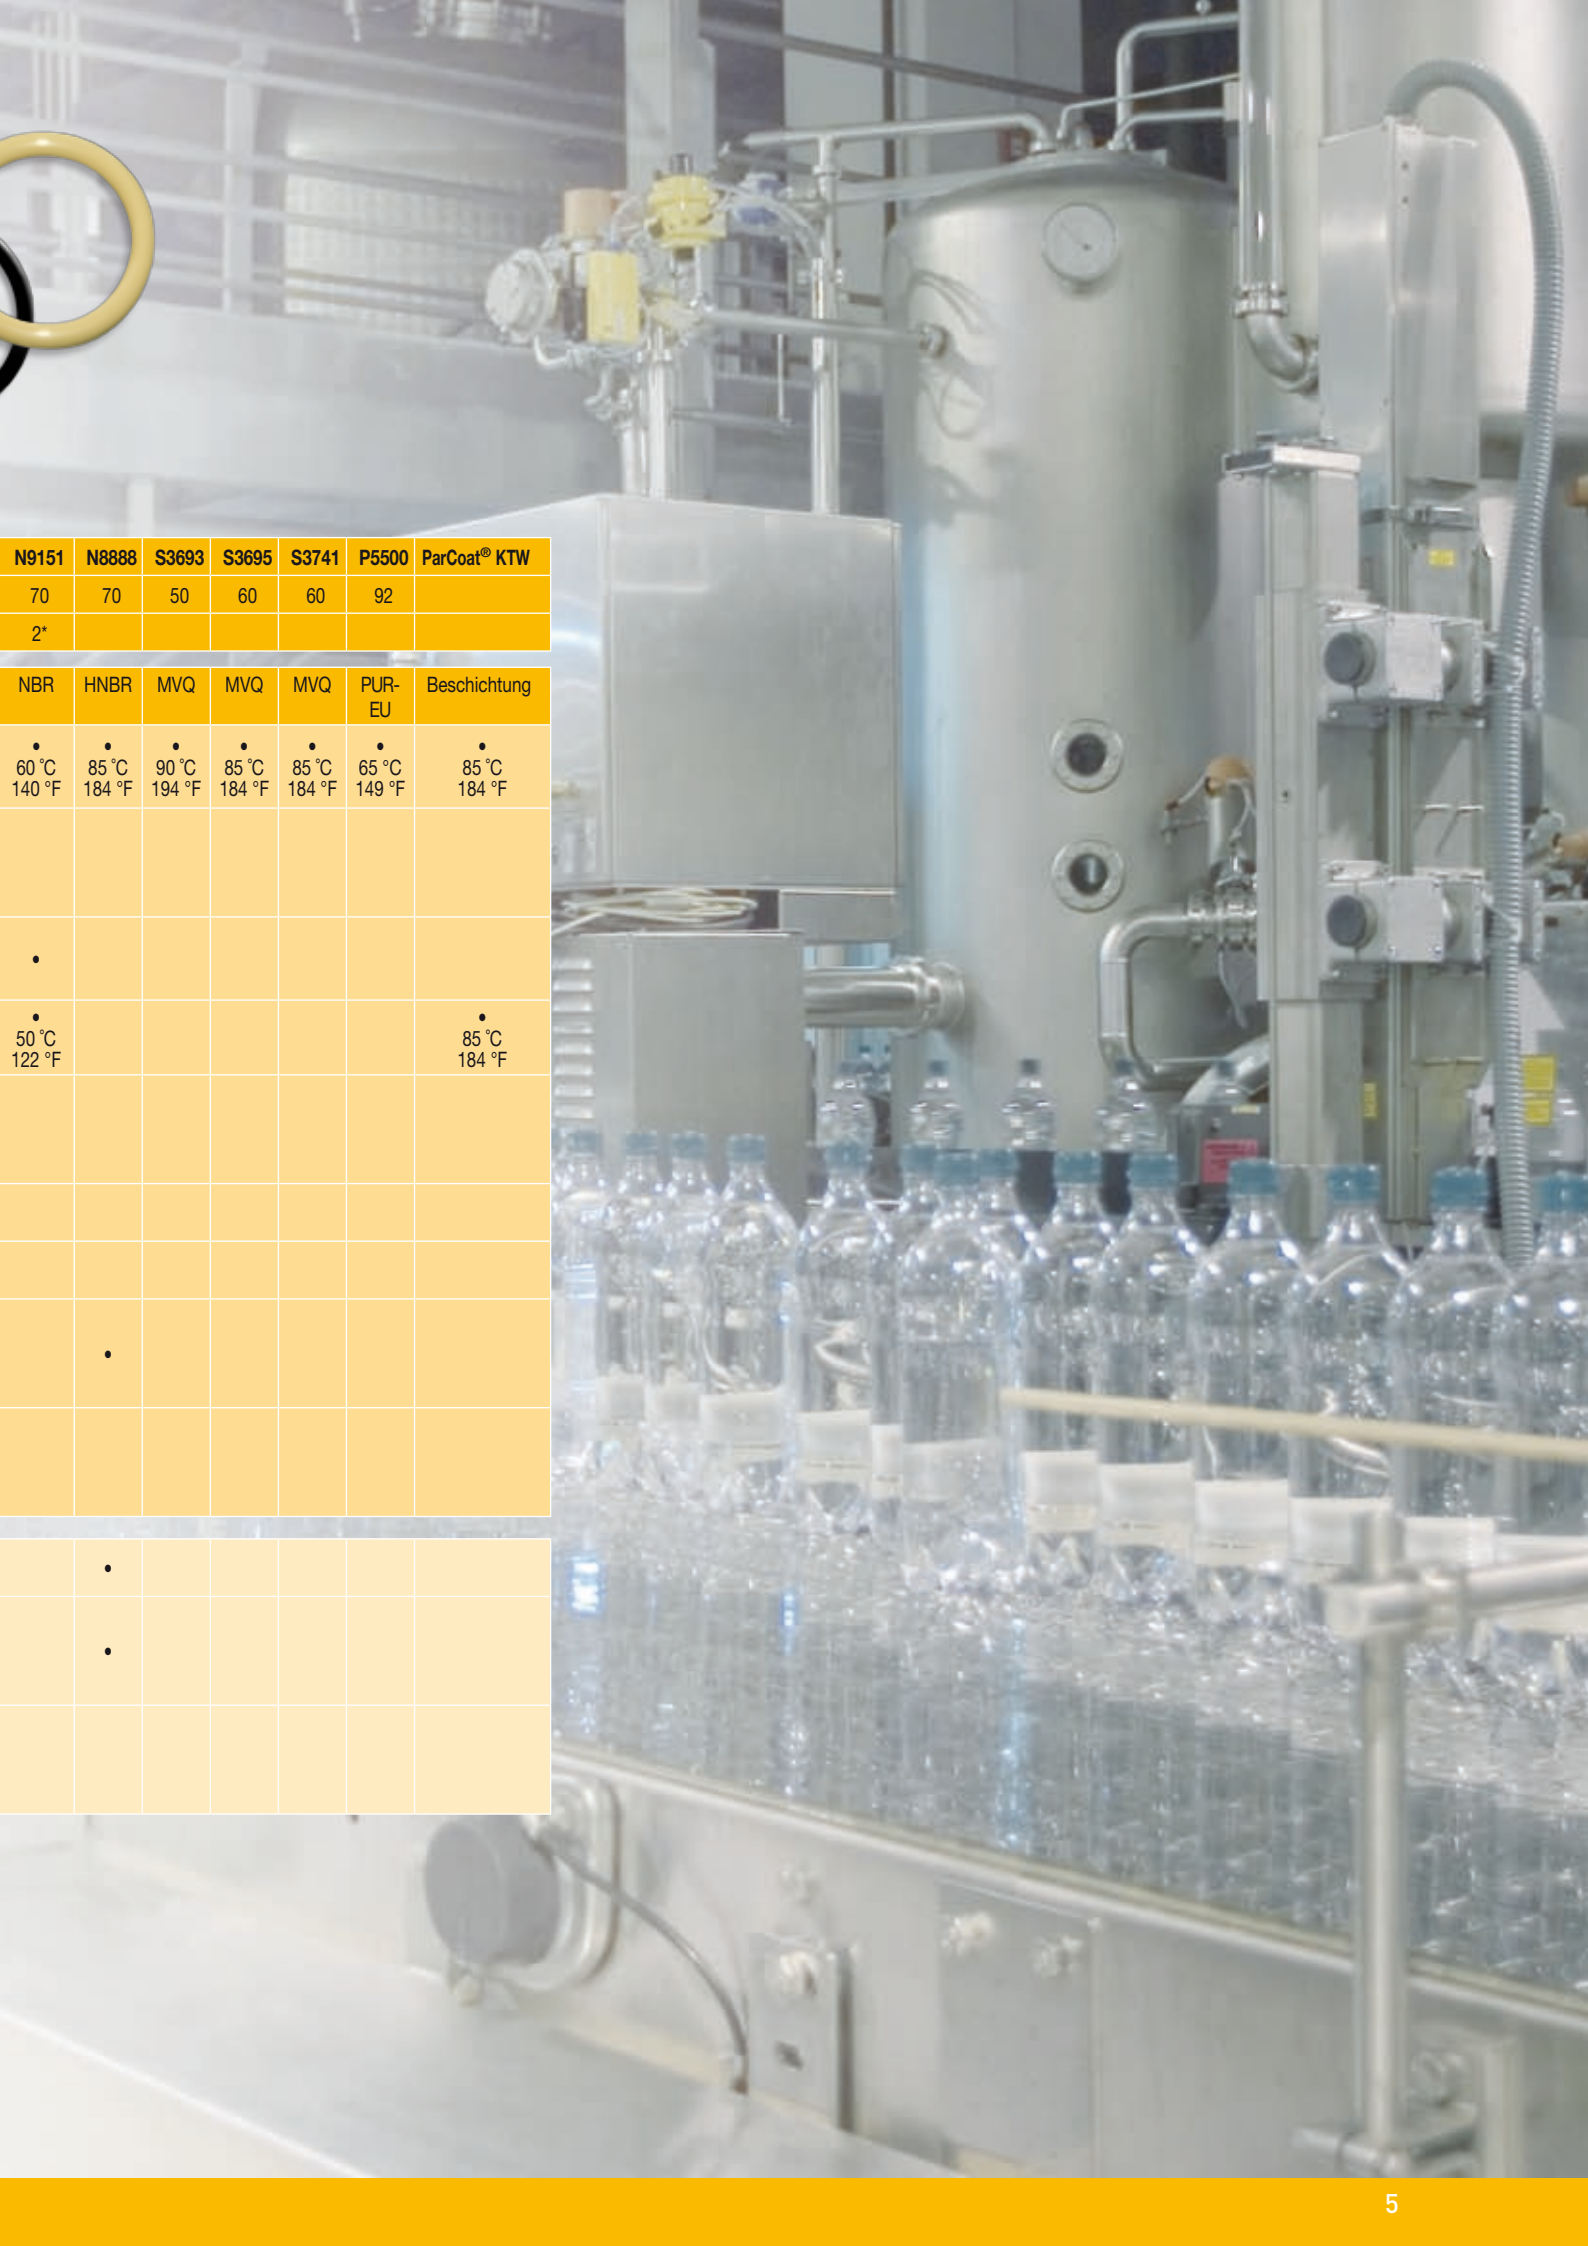 N9151 N8888 S3693 S3695 S3741 P5500 ParCoat® KTW
70 70 50 60 60 92
2*
NBR HNBR MVQ MVQ MVQ PUR- Beschichtung
EU
• • • • • • •
60 °C 85 °C 90 °C 85 °C 85 °C 65 °C 85 °C
140 °F 184 °F 194 °F 184 °F 184 °F 149 °F 184 °F
•
• •
50 °C 85 °C
122 °F 184 °F
•
•
•
5